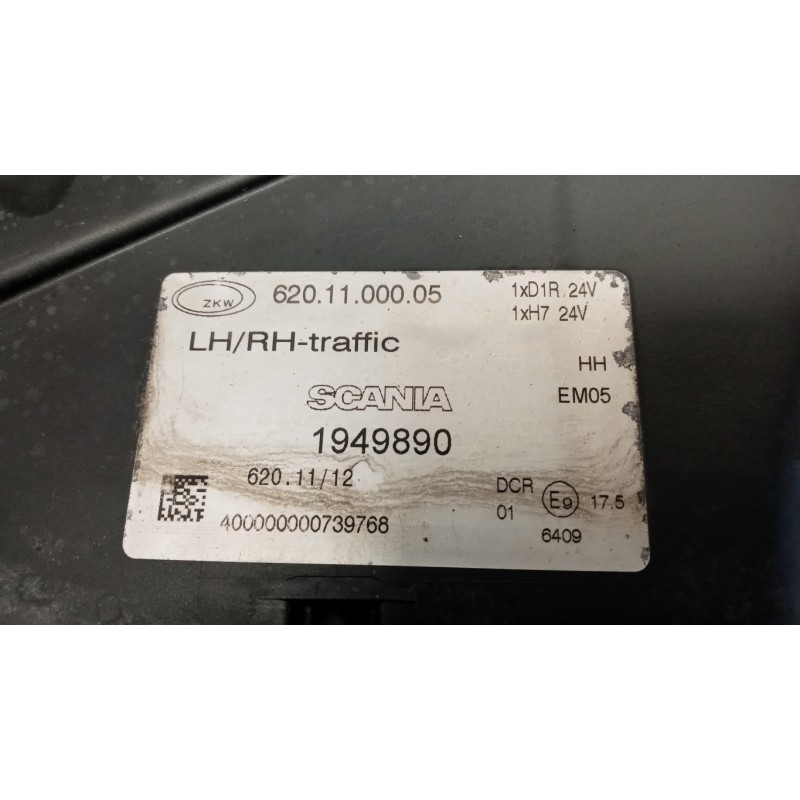 ZKW 620.11.000.05 1xD1R 24V
1xH7 24V
LH/RH-traffic
HH
SCANIA EM05
1949890
620.11/12 DCR E9 17.5
400000000739768 01
6409